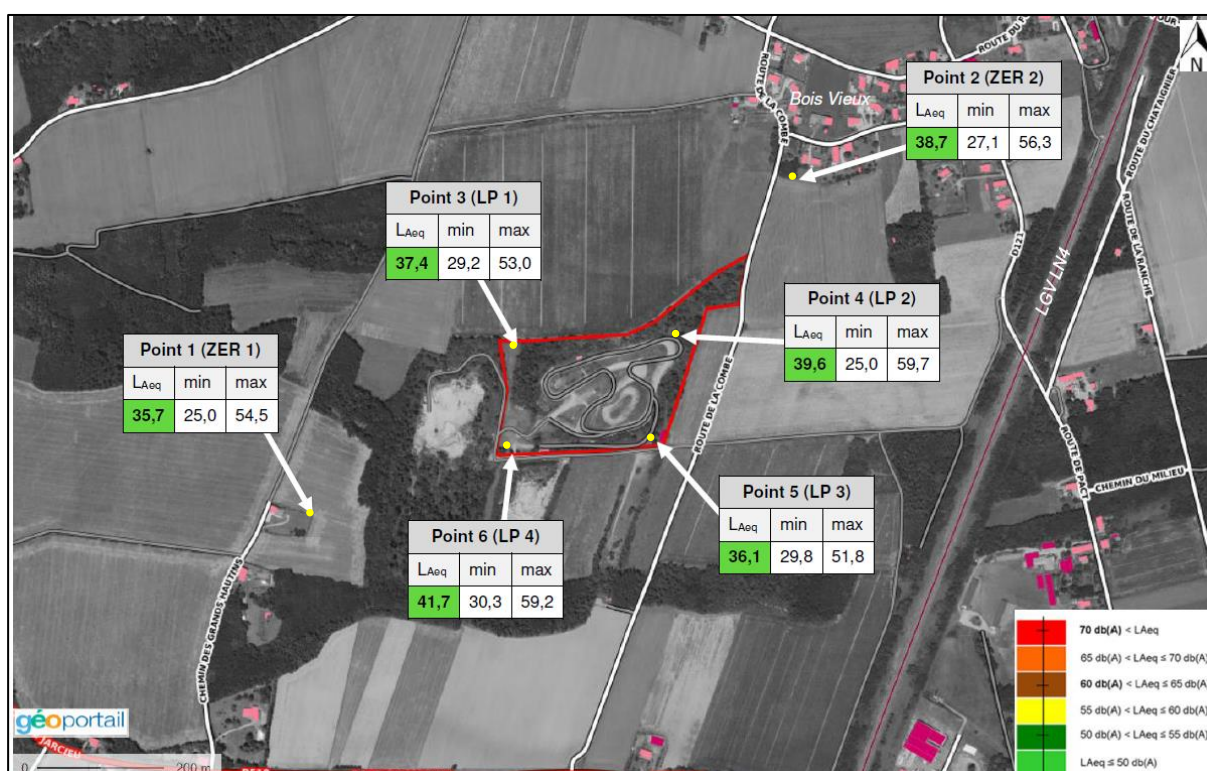 ROUTE DU F
OUR
N
ROUTE DE LA COMBE
Bois Vieux
Point 2 (ZER 2)
LAeq min max
38,7 27,1 56,3
ROUTE DU CHATAIGNIER
ROUTE DE LA RANCHE
D121
LGV LN4
Point 3 (LP 1)
LAeq min max
37,4 29,2 53,0
Point 4 (LP 2)
LAeq min max
39,6 25,0 59,7
Point 1 (ZER 1)
LAeq min max
35,7 25,0 54,5
ROUTE DE LA COMBE
ROUTE DE PACT
CHEMIN DU MILIEU
Point 5 (LP 3)
LAeq min max
36,1 29,8 51,8
Point 6 (LP 4)
LAeq min max
41,7 30,3 59,2
CHEMIN DES GRANDS NAUTINS
70 db(A) < LAeq
65 db(A) < LAeq ≤ 70 db(A)
60 db(A) < LAeq ≤ 65 db(A)
55 db(A) < LAeq ≤ 60 db(A)
50 db(A) < LAeq ≤ 55 db(A)
LAeq ≤ 50 db(A)
géoportail
JARCIEU
0 200 m